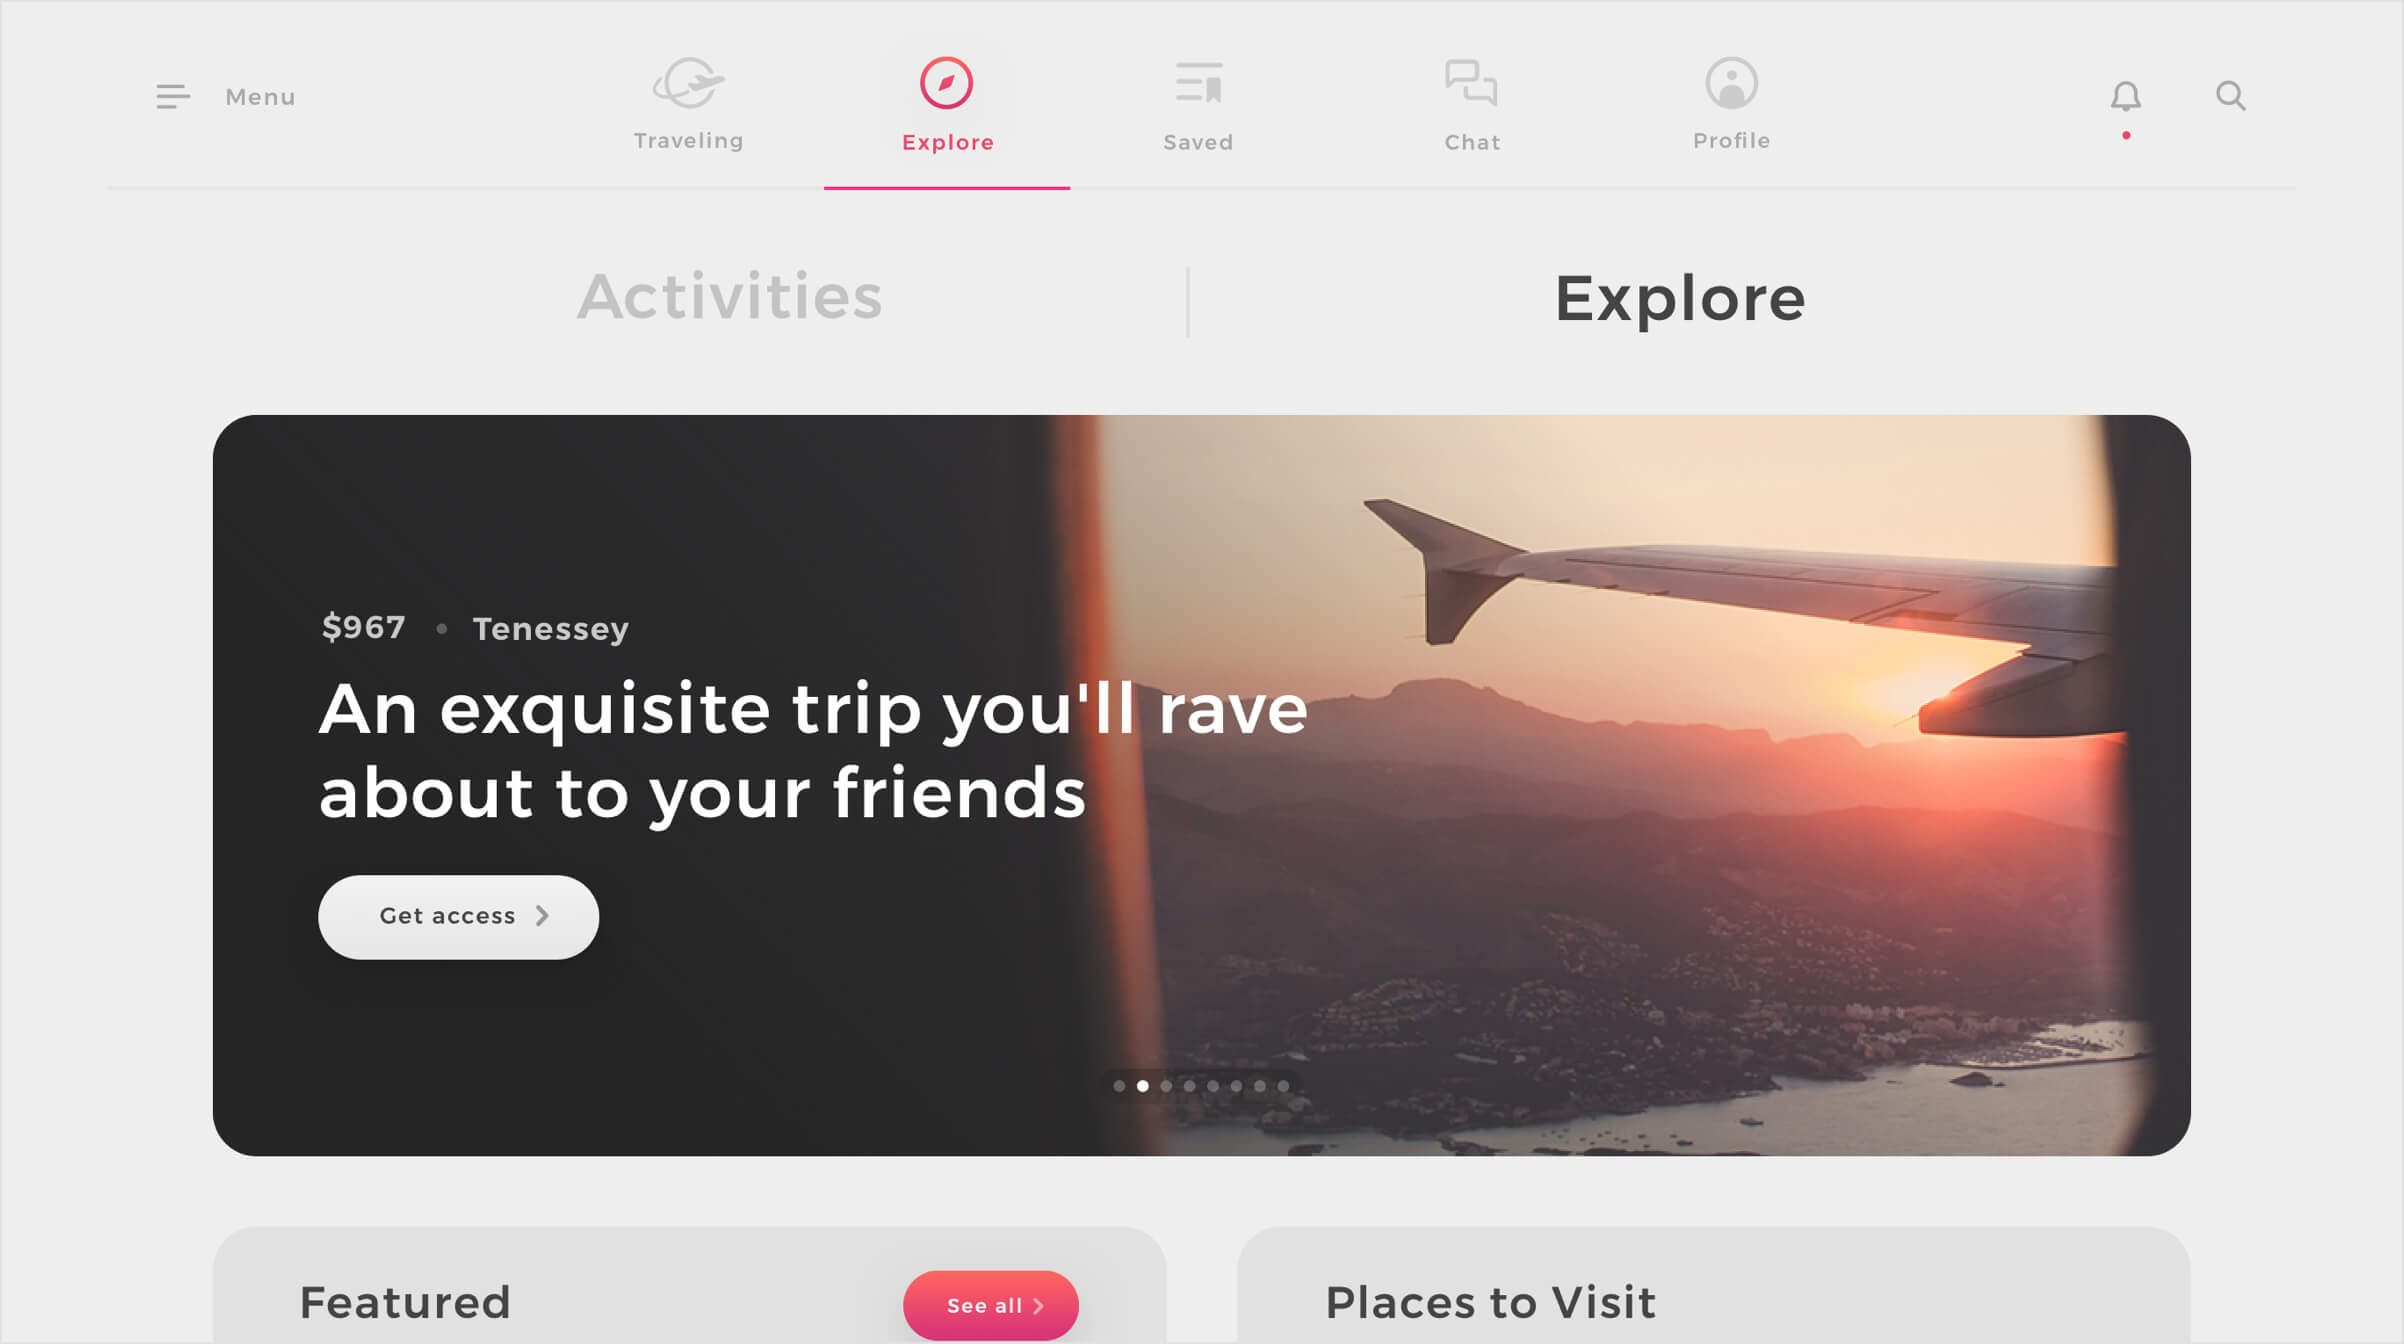 Menu
Traveling
Explore
Saved
Chat
Profile
Activities
Explore
$967 • Tenessey
An exquisite trip you'll rave
about to your friends
Get access
Featured
See all
Places to Visit